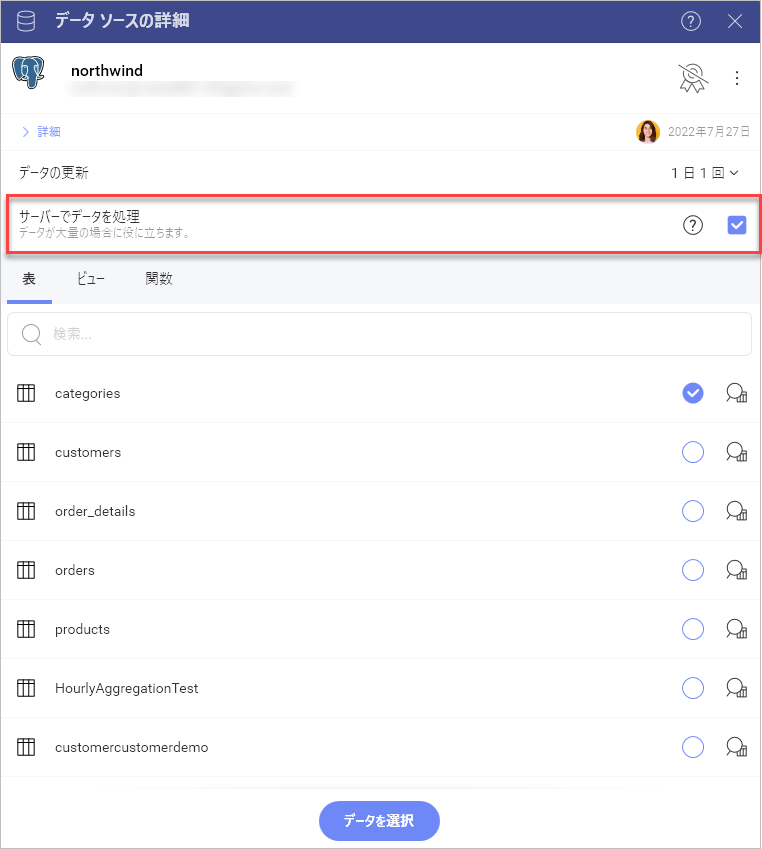 データ ソースの詳細
northwind
詳細
2022年7月27日
データの更新
1 日 1 回
サーバーでデータを処理
データが大量の場合に役に立ちます。
表 ビュー 関数
検索...
categories
customers
order_details
orders
products
HourlyAggregationTest
customercustomerdemo
データを選択